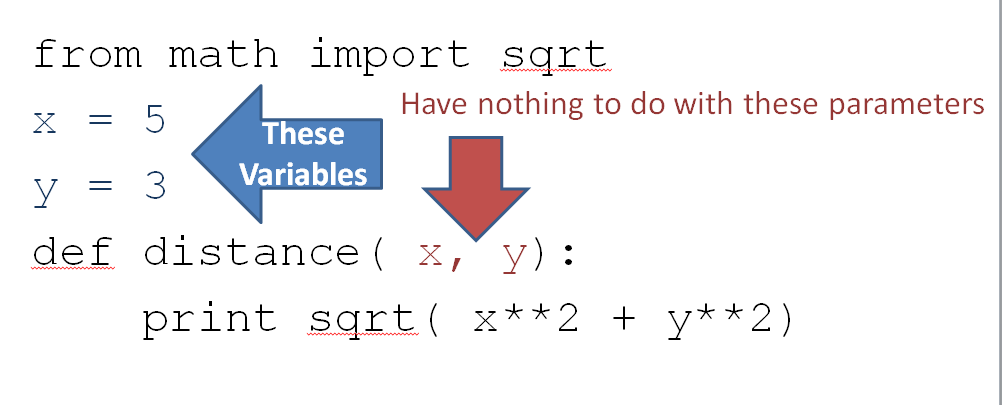 from math import sqrt
Have nothing to do with these parameters
x = 5
These
Variables
y = 3
def distance( x, y):
print sqrt( x**2 + y**2)